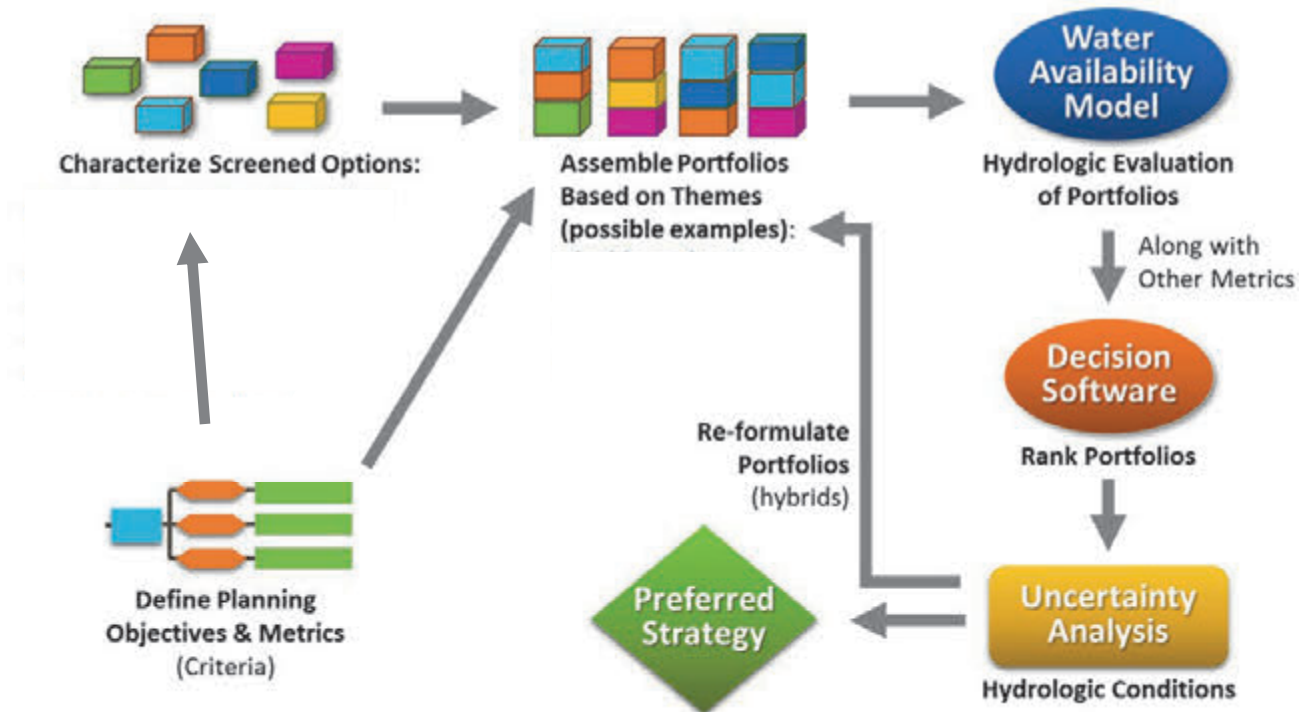 Characterize Screened Options:
Assemble Portfolios
Based on Themes
(possible examples):
Water
Availability
Model
Hydrologic Evaluation
of Portfolios
Along with
Other Metrics
Decision
Software
Rank Portfolios
Uncertainty
Analysis
Hydrologic Conditions
Re-formulate
Portfolios
(hybrids)
Preferred
Strategy
Define Planning
Objectives & Metrics
(Criteria)